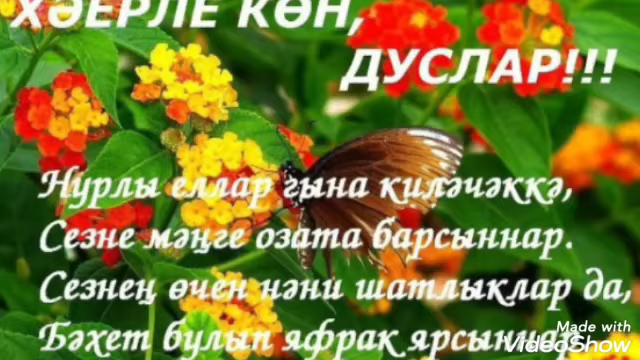 ХӘЕРЛЕ КӨН,
ДУСЛАР!!!
Нурлы еллар гына киләчәккә,
Сезне мәңге озата барсыннар.
Сезнең өчен нәни шатлыклар да,
Бәхет булып яфрак ярсыннар
Made with
VideoShow